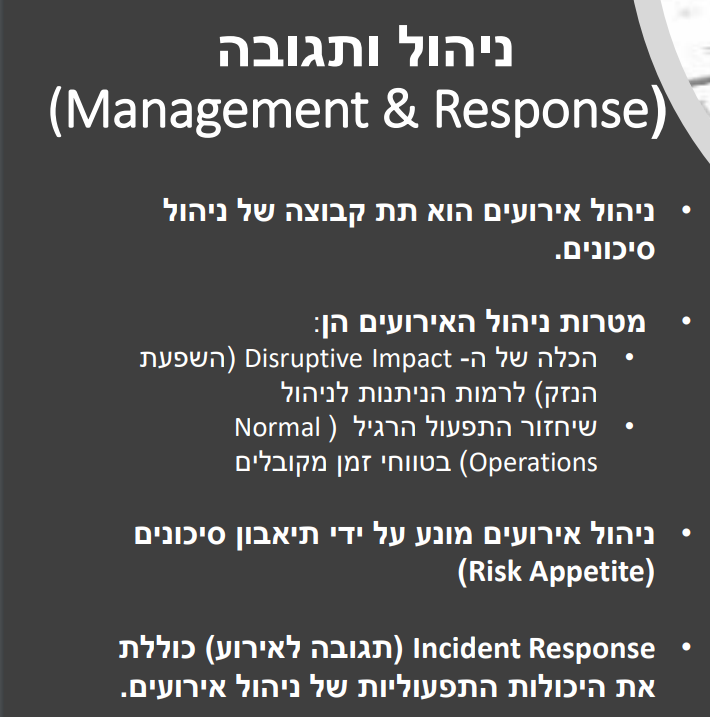 ניהול ותגובה
(Management & Response)
• ניהול אירועים הוא תת קבוצה של ניהול
סיכונים.
• מטרות ניהול האירועים הן:
• הכלה של ה- Disruptive Impact (השפעת
הנזק) לרמות הניתנות לניהול
• שיחזור התפעול הרגיל ( Normal
Operations) בטווחי זמן מקובלים
• ניהול אירועים מונע על ידי תיאבון סיכונים
(Risk Appetite)
• Incident Response (תגובה לאירוע) כוללת
את היכולות התפעוליות של ניהול אירועים.